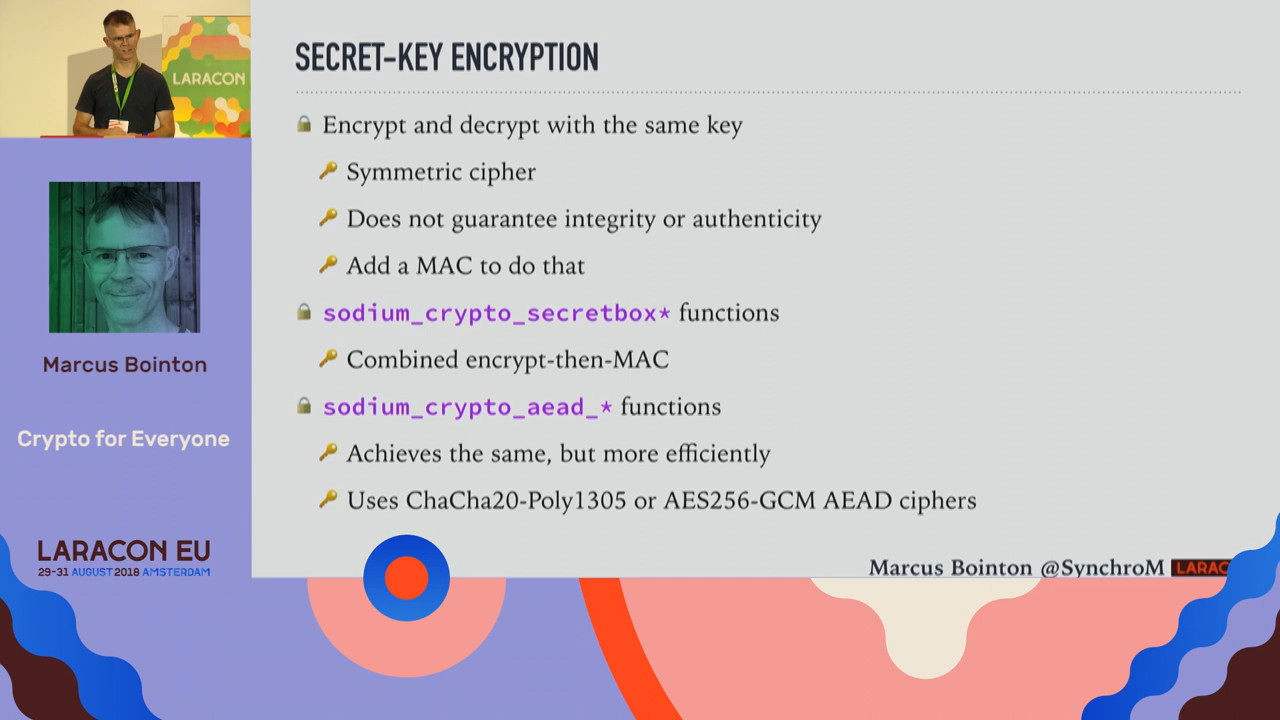 SECRET-KEY ENCRYPTION
Encrypt and decrypt with the same key
Symmetric cipher
Does not guarantee integrity or authenticity
Add a MAC to do that
sodium_crypto_secretbox* functions
Combined encrypt-then-MAC
sodium_crypto_aead_* functions
Achieves the same, but more efficiently
Uses ChaCha20-Poly1305 or AES256-GCM AEAD ciphers
Marcus Bointon @SynchroM LARAC
LARACON
Marcus Bointon
Crypto for Everyone
LARACON EU
29-31 AUGUST 2018 AMSTERDAM